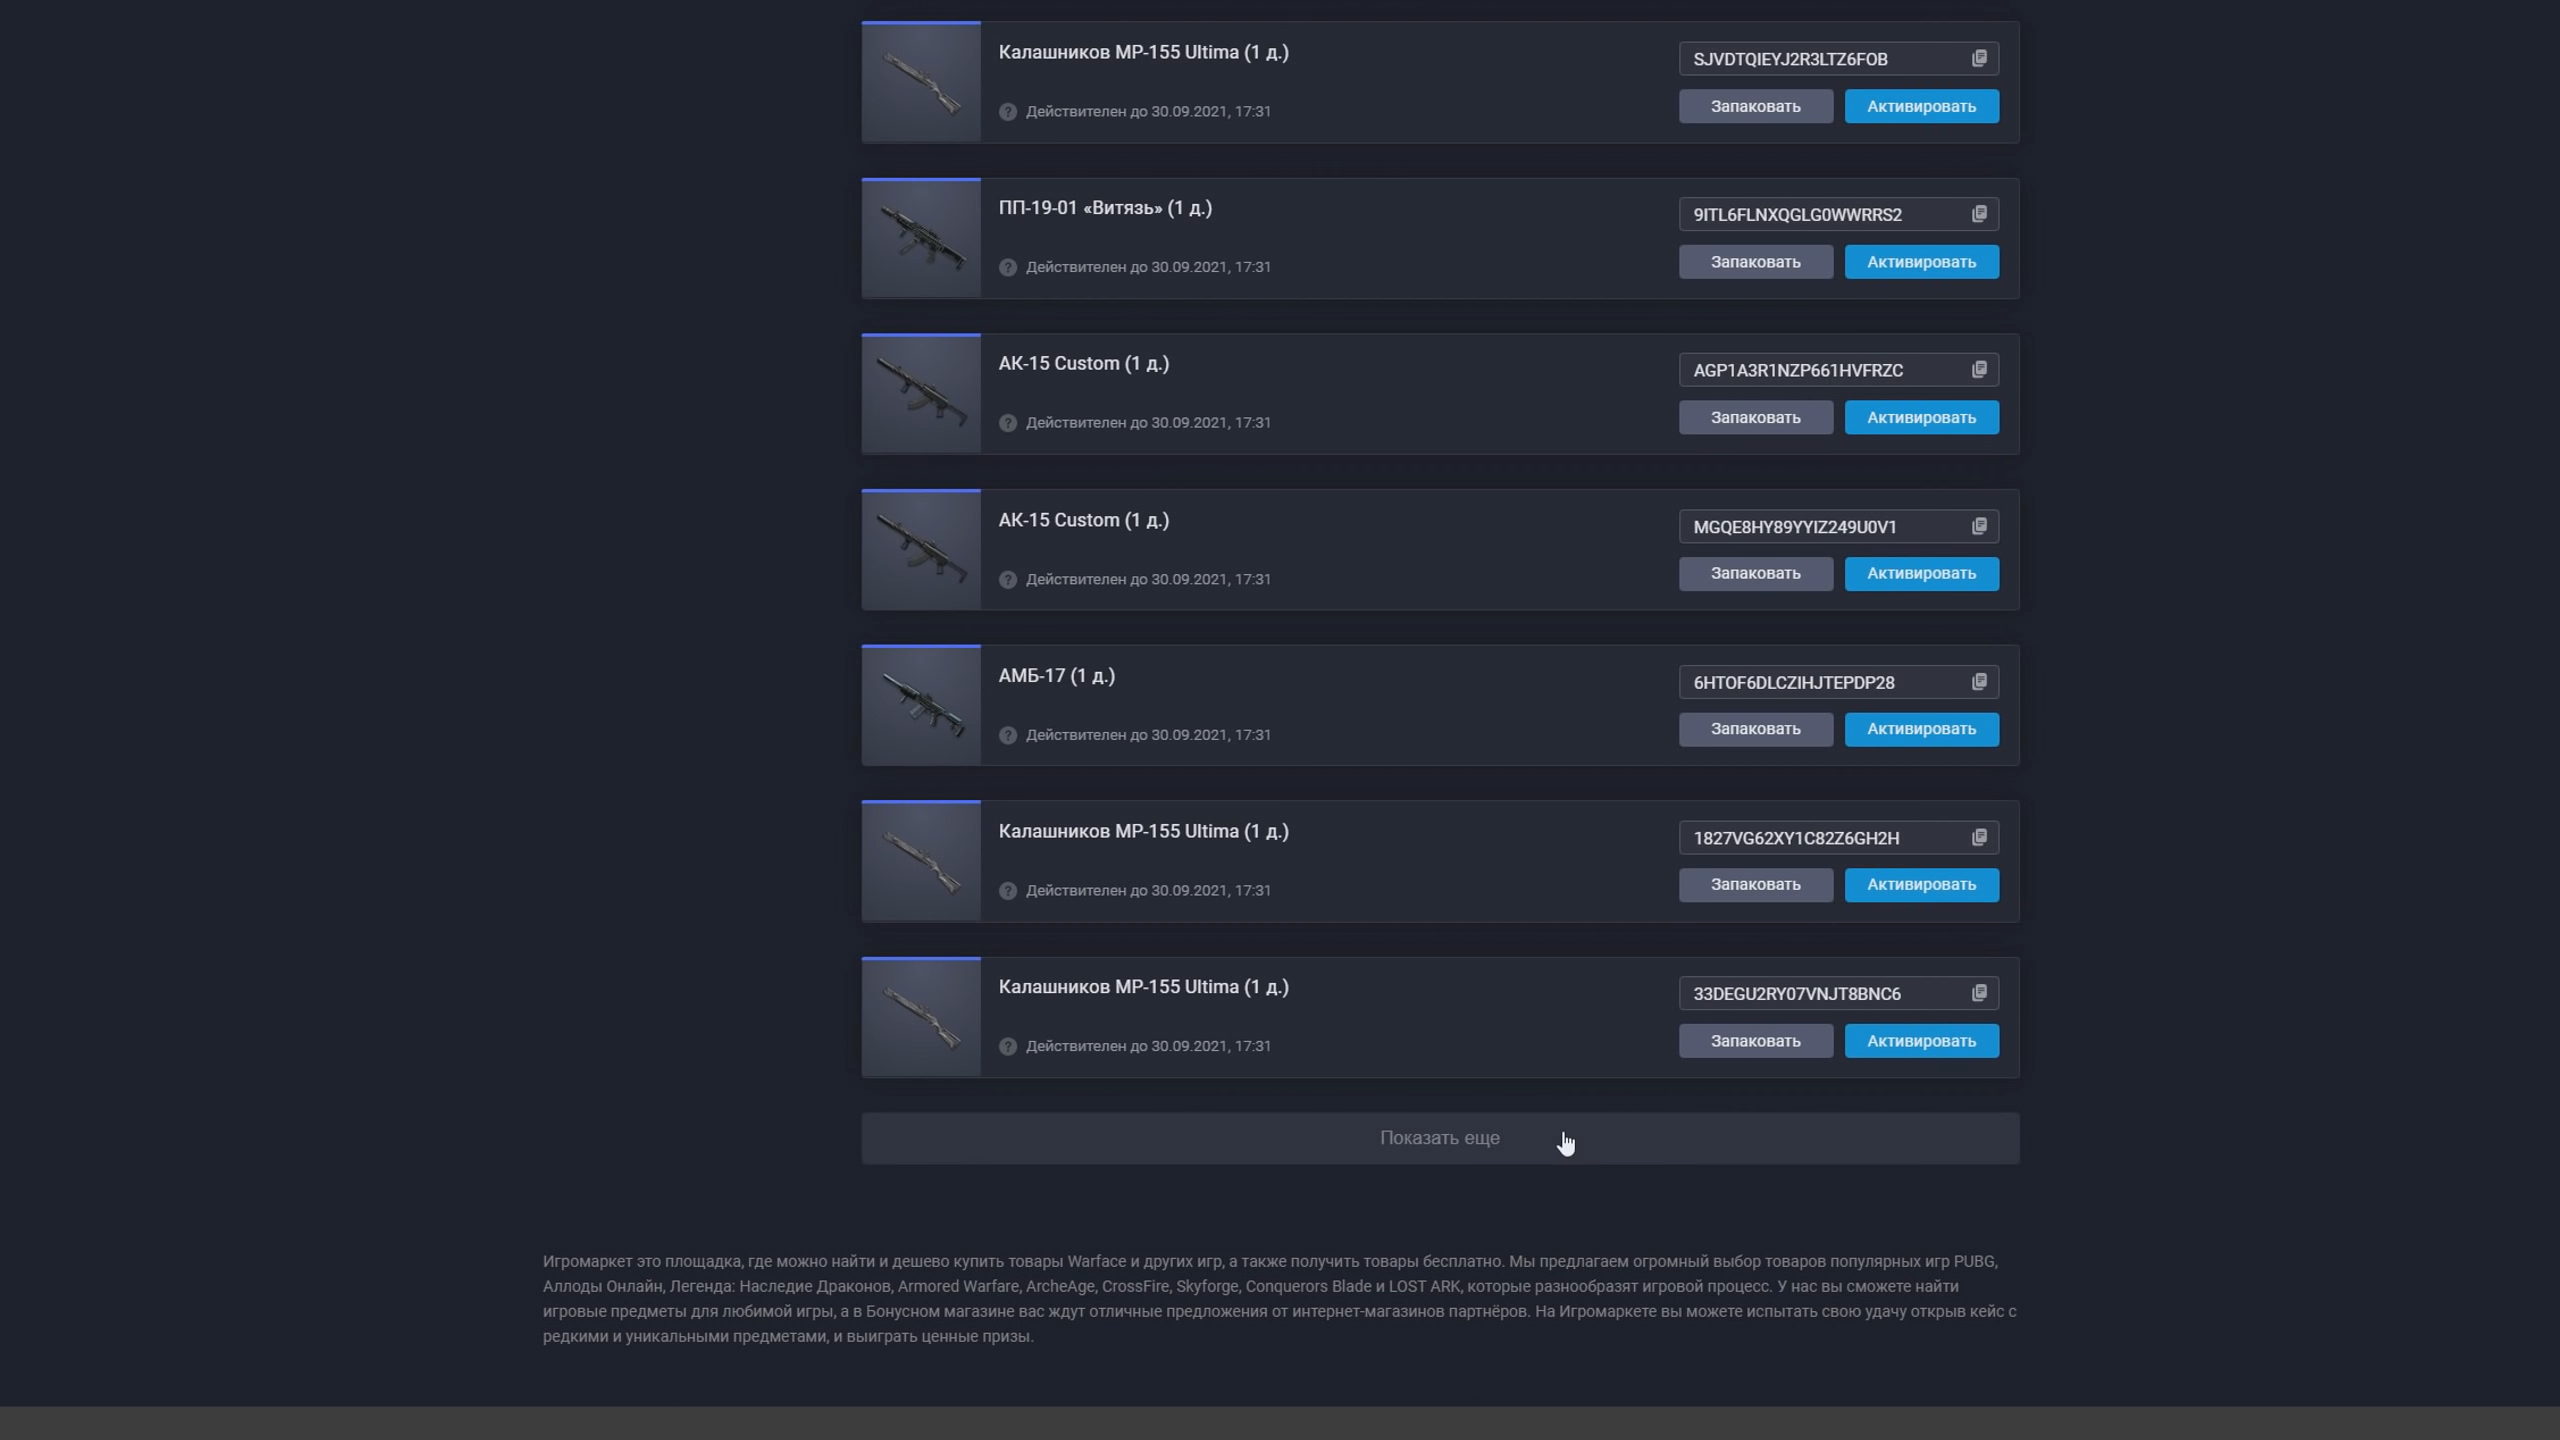 Калашников МР-155 Ultima (1 д.)
SJVDTQIEYJ2R3LTZ6FOB
Действителен до 30.09.2021, 17:31
Запаковать
Активировать
ПП-19-01 «Витязь» (1 д.)
9ITL6FLNXQGLG0WWRRS2
Действителен до 30.09.2021, 17:31
Запаковать
Активировать
АК-15 Custom (1 д.)
AGP1A3R1NZP661HVFRZC
Действителен до 30.09.2021, 17:31
Запаковать
Активировать
АК-15 Custom (1 д.)
MGQE8HY89YYIZ249U0V1
Действителен до 30.09.2021, 17:31
Запаковать
Активировать
АМБ-17 (1 д.)
6HTOF6DLCZIHJTEPDP28
Действителен до 30.09.2021, 17:31
Запаковать
Активировать
Калашников МР-155 Ultima (1 д.)
1827VG62XY1C82Z6GH2H
Действителен до 30.09.2021, 17:31
Запаковать
Активировать
Калашников МР-155 Ultima (1 д.)
33DEGU2RY07VNJT8BNC6
Действителен до 30.09.2021, 17:31
Запаковать
Активировать
Показать еще
Игромаркет это площадка, где можно найти и дешево купить товары Warface и других игр, а также получить товары бесплатно. Мы предлагаем огромный выбор товаров популярных игр PUBG,
Аллоды Онлайн, Легенда: Наследие Драконов, Armored Warfare, ArcheAge, CrossFire, Skyforge, Conquerors Blade и LOST ARK, которые разнообразят игровой процесс. У нас вы сможете найти
игровые предметы для любимой игры, а в Бонусном магазине вас ждут отличные предложения от интернет-магазинов партнёров. На Игромаркете вы можете испытать свою удачу открыв кейс с
редкими и уникальными предметами, и выиграть ценные призы.